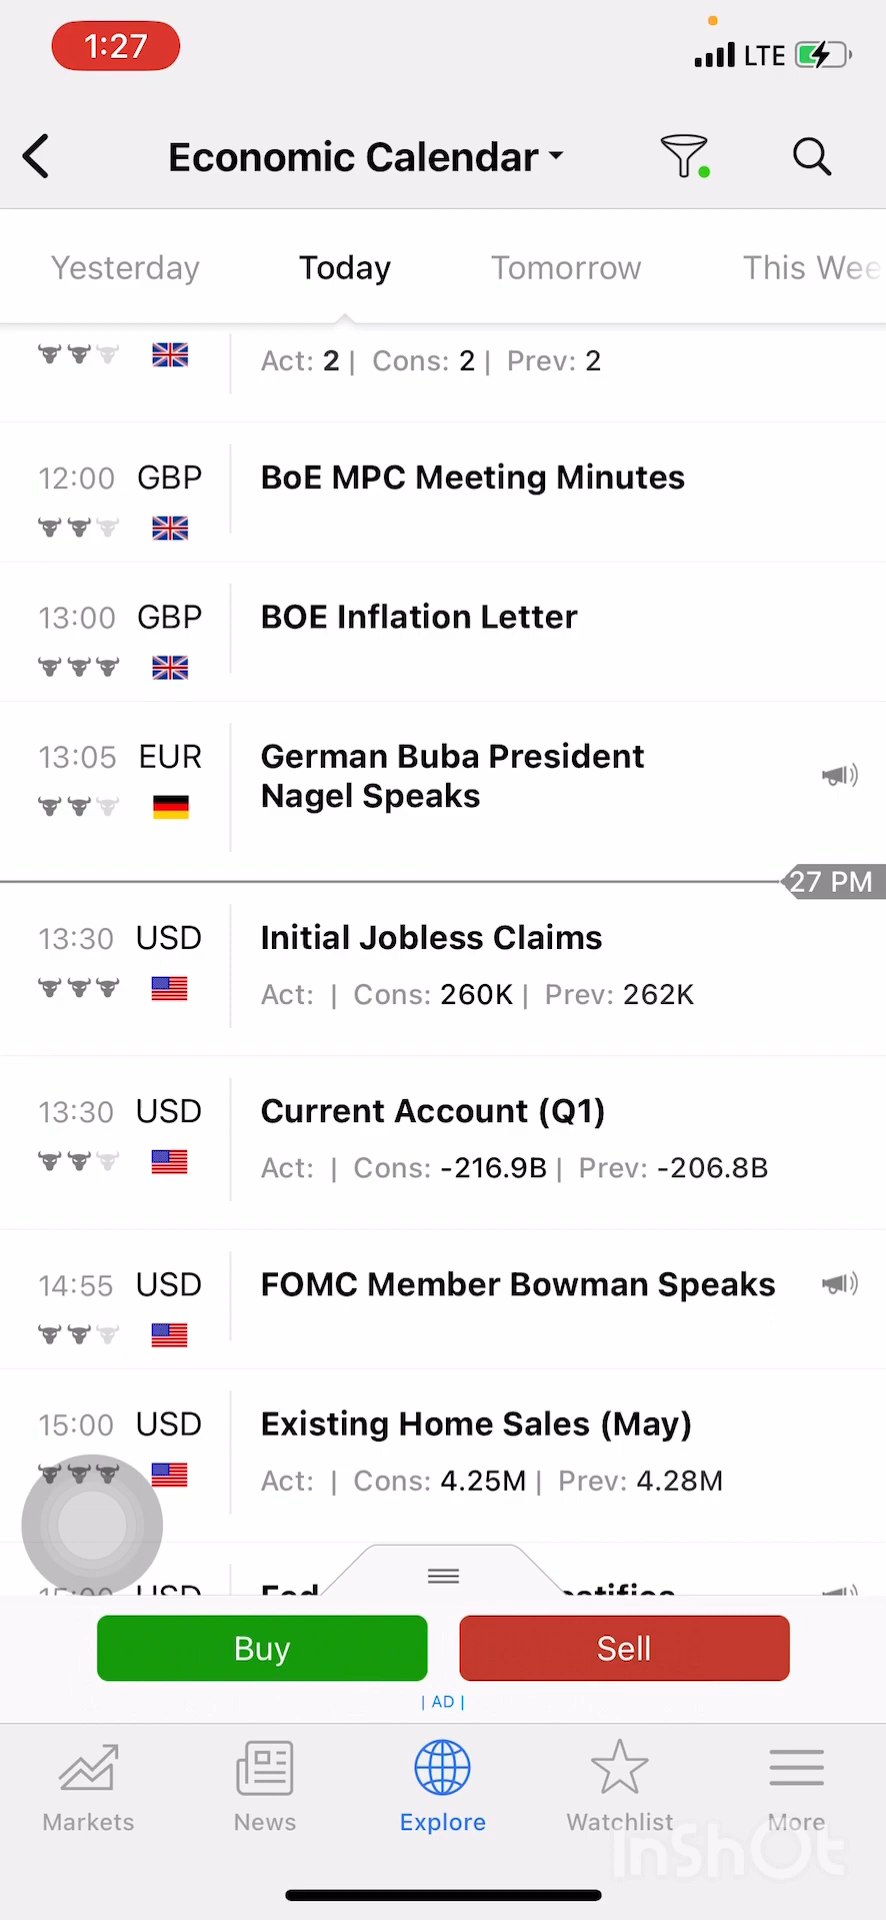 1:27
LTE
Economic Calendar
Yesterday Today Tomorrow This Wee
Act: 2 | Cons: 2 | Prev: 2
12:00 GBP BoE MPC Meeting Minutes
13:00 GBP BOE Inflation Letter
13:05 EUR German Buba President
Nagel Speaks
27 PM
13:30 USD Initial Jobless Claims
Act: | Cons: 260K | Prev: 262K
13:30 USD Current Account (Q1)
Act: | Cons: -216.9B | Prev: -206.8B
14:55 USD FOMC Member Bowman Speaks
15:00 USD Existing Home Sales (May)
Act: | Cons: 4.25M | Prev: 4.28M
15:00 USD Fed
Buy Sell
| AD |
Markets News Explore Watchlist More
InShOt